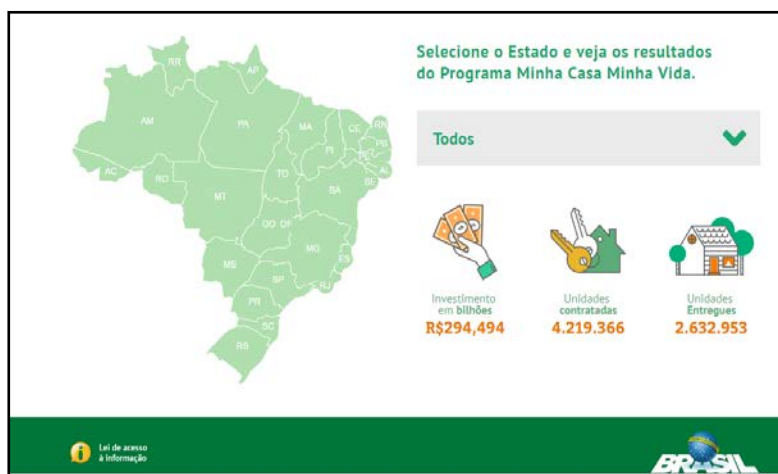 Selecione o Estado e veja os resultados
do Programa Minha Casa Minha Vida.
Todos
RR
AP
AM
PA
MA
CE
RN
PB
PI
PE
AL
SE
AC
RO
TO
BA
MT
GO DF
MG
ES
MS
SP
RJ
PR
SC
RS
Investimento
em bilhões
R$294,494
Unidades
contratadas
4.219.366
Unidades
Entregues
2.632.953
Lei de acesso
à informação
BRASIL